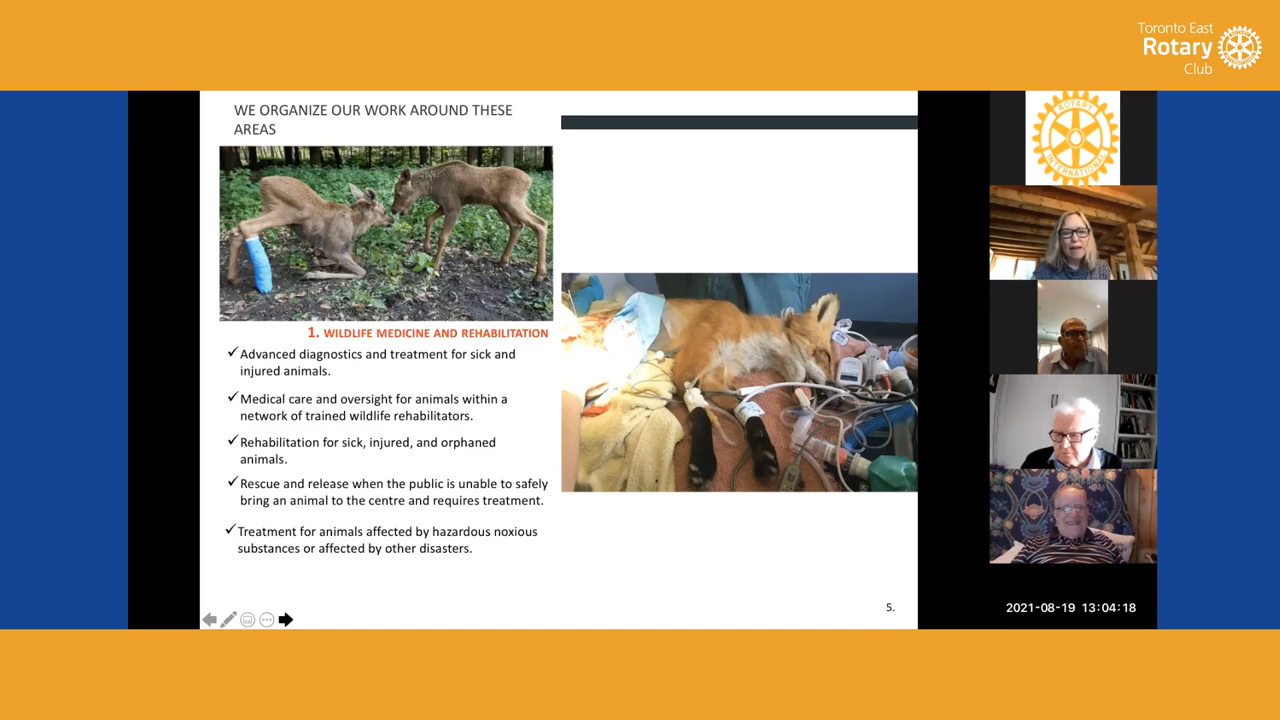 Toronto East
Rotary
Club
WE ORGANIZE OUR WORK AROUND THESE
AREAS
1. WILDLIFE MEDICINE AND REHABILITATION
✓Advanced diagnostics and treatment for sick and
injured animals.
✓Medical care and oversight for animals within a
network of trained wildlife rehabilitators.
✓Rehabilitation for sick, injured, and orphaned
animals.
✓Rescue and release when the public is unable to safely
bring an animal to the centre and requires treatment.
✓Treatment for animals affected by hazardous noxious
substances or affected by other disasters.
5.
ROTARY
INTERNATIONAL
2021-08-19 13:04:18